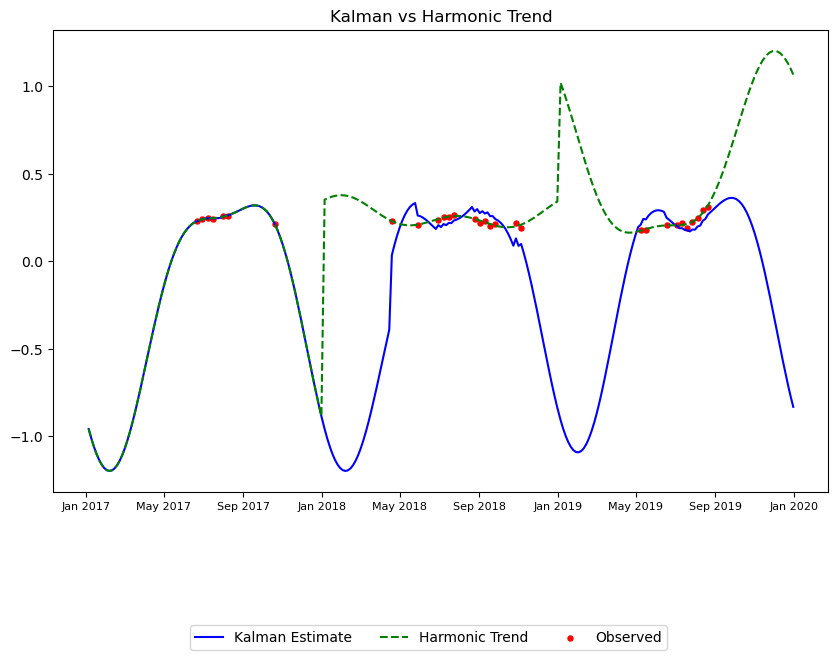 Kalman vs Harmonic Trend
1.0
0.5
0.0
−0.5
−1.0
Jan 2017 May 2017 Sep 2017 Jan 2018 May 2018 Sep 2018 Jan 2019 May 2019 Sep 2019 Jan 2020
Kalman Estimate Harmonic Trend Observed